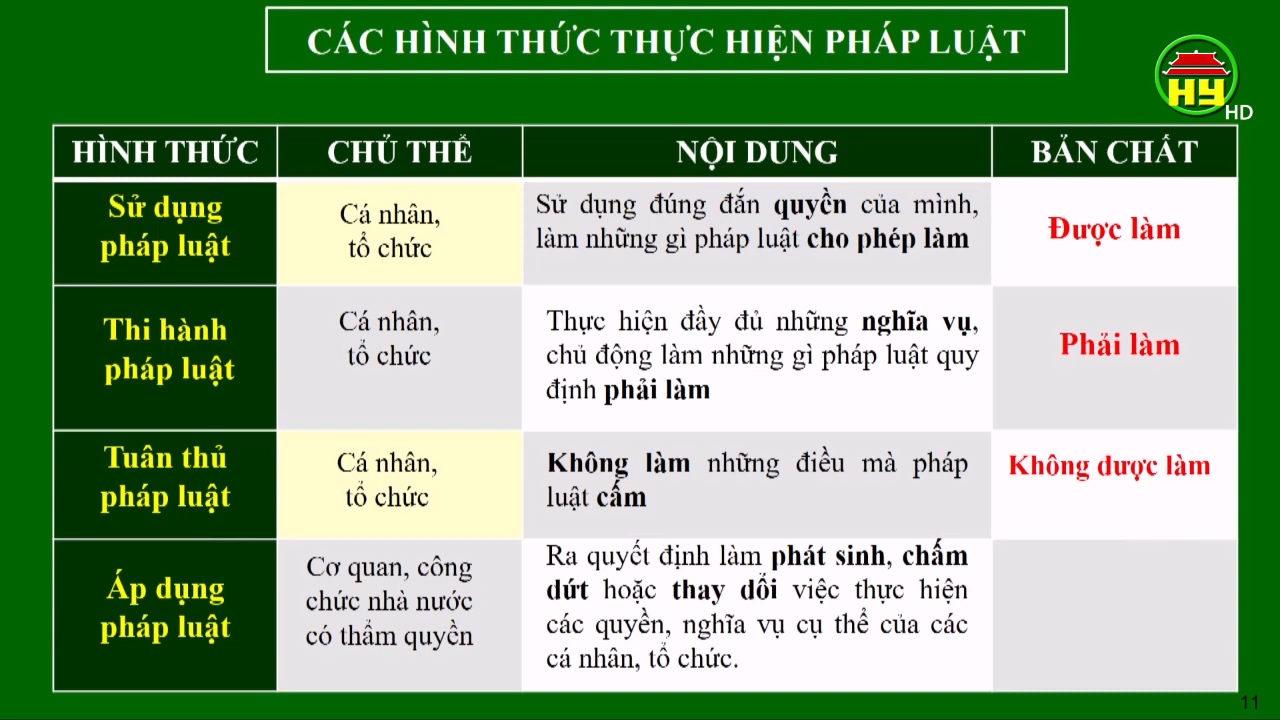 CÁC HÌNH THỨC THỰC HIỆN PHÁP LUẬT
HY
HD
HÌNH THỨC
CHỦ THỂ
NỘI DUNG
BẢN CHẤT
Sử dụng
pháp luật
Cá nhân,
tổ chức
Sử dụng đúng đắn quyền của mình,
làm những gì pháp luật cho phép làm
Được làm
Thi hành
pháp luật
Cá nhân,
tổ chức
Thực hiện đầy đủ những nghĩa vụ,
chủ động làm những gì pháp luật quy
định phải làm
Phải làm
Tuân thủ
pháp luật
Cá nhân,
tổ chức
Không làm những điều mà pháp
luật cấm
Không được làm
Áp dụng
pháp luật
Cơ quan, công
chức nhà nước
có thẩm quyền
Ra quyết định làm phát sinh, chấm
dứt hoặc thay đổi việc thực hiện
các quyền, nghĩa vụ cụ thể của các
cá nhân, tổ chức.
11